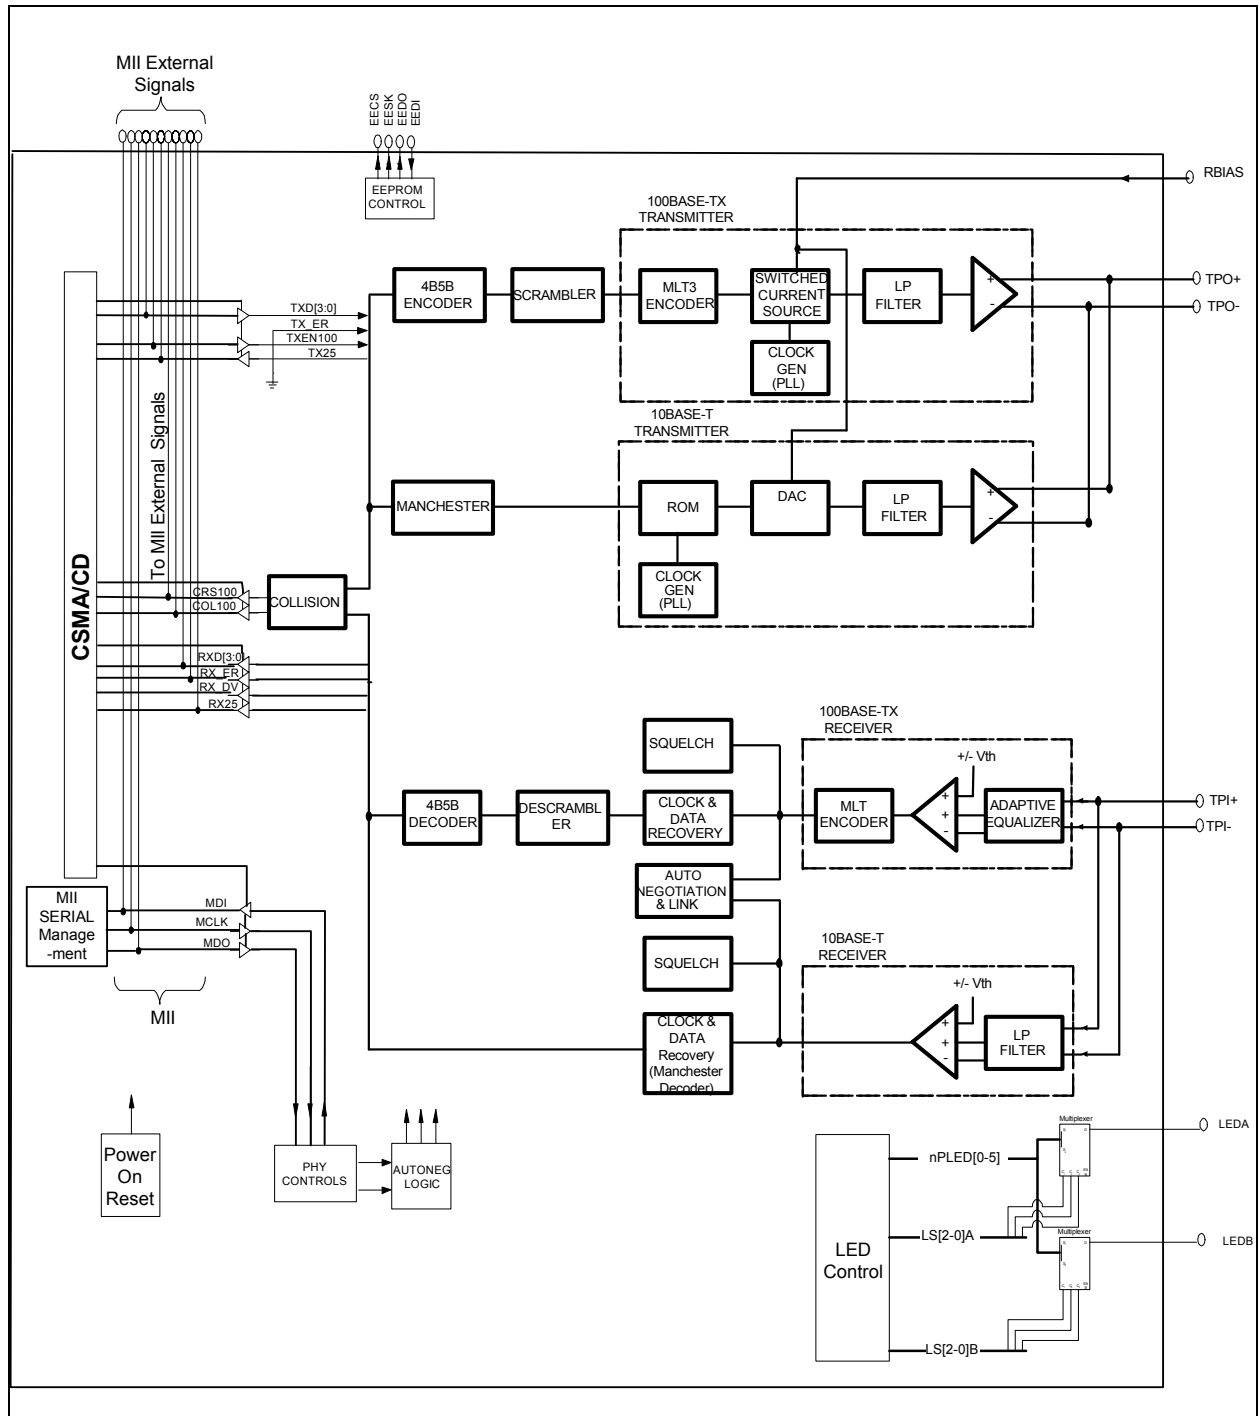 MII External
Signals
EECS
EESK
EEDO
EEDI
EEPROM
CONTROL
RBIAS
100BASE-TX
TRANSMITTER
4B5B
ENCODER
SCRAMBLER
MLT3
ENCODER
SWITCHED
CURRENT
SOURCE
LP
FILTER
+
-
TPO+
TPO-
CLOCK
GEN
(PLL)
TXD[3:0]
TX_ER
TXEN100
TX25
10BASE-T
TRANSMITTER
MANCHESTER
ROM
DAC
LP
FILTER
+
-
CLOCK
GEN
(PLL)
To MII External Signals
CSMA/CD
CRS100
COL100
COLLISION
RXD[3:0]
RX_ER
RX_DV
RX25
100BASE-TX
RECEIVER
SQUELCH
+/- Vth
4B5B
DECODER
DESCRAMBL
ER
CLOCK &
DATA
RECOVERY
MLT
ENCODER
+
+
-
ADAPTIVE
EQUALIZER
TPI+
TPI-
AUTO
NEGOTIATION
& LINK
MII
SERIAL
Manage
-ment
MDI
MCLK
MDO
MII
10BASE-T
RECEIVER
SQUELCH
+/- Vth
CLOCK &
DATA
Recovery
(Manchester
Decoder)
+
+
-
LP
FILTER
Power
On
Reset
PHY
CONTROLS
AUTONEG
LOGIC
LED
Control
nPLED[0-5]
LS[2-0]A
LS[2-0]B
Multiplexer
LEDA
Multiplexer
LEDB